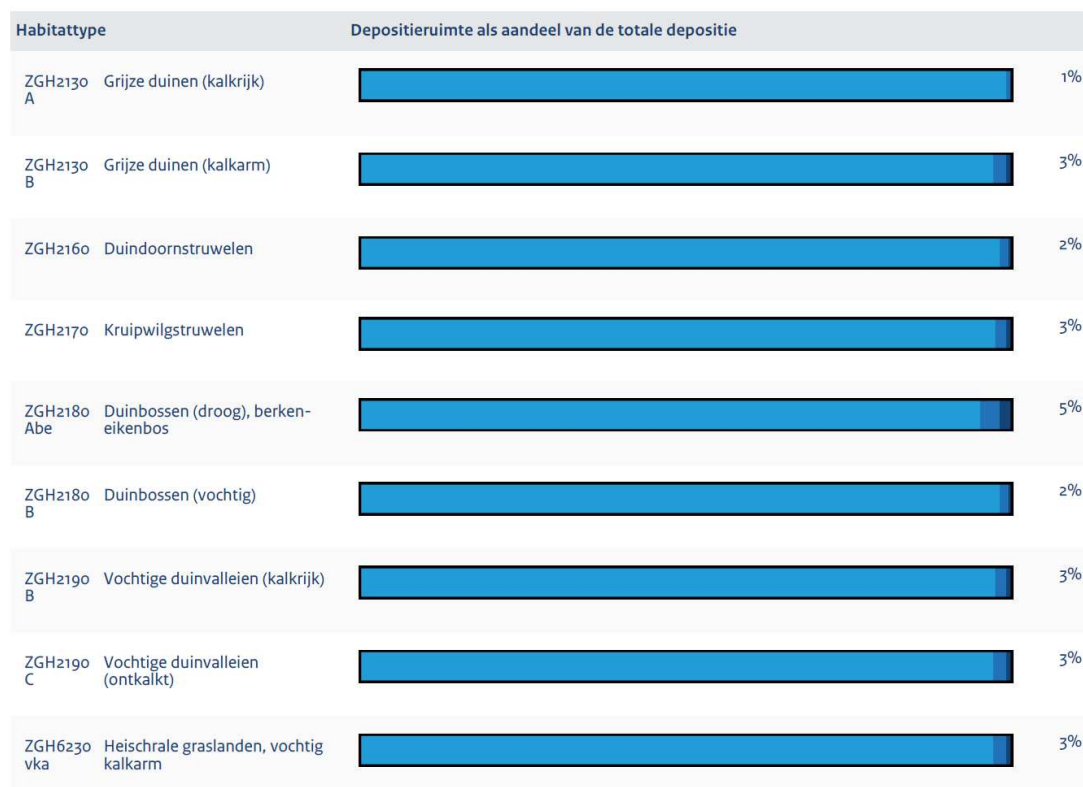 Habitattype Depositieruimte als aandeel van de totale depositie
ZGH2130 Grijze duinen (kalkrijk) 1%
A
ZGH2130 Grijze duinen (kalkarm) 3%
B
ZGH2160 Duindoornstruwelen 2%
ZGH2170 Kruipwilgstruwelen 3%
ZGH2180 Duinbossen (droog), berken- 5%
Abe eikenbos
ZGH2180 Duinbossen (vochtig) 2%
B
ZGH2190 Vochtige duinvalleien (kalkrijk) 3%
B
ZGH2190 Vochtige duinvalleien 3%
C (ontkalkt)
ZGH6230 Heischrale graslanden, vochtig 3%
vka kalkarm